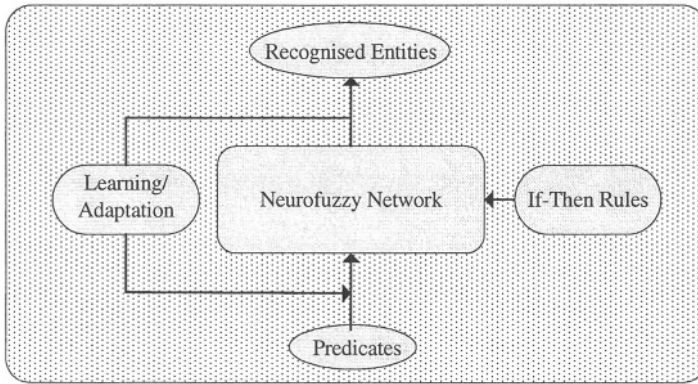 Recognised Entities
Learning/
Adaptation
Neurofuzzy Network
If-Then Rules
Predicates